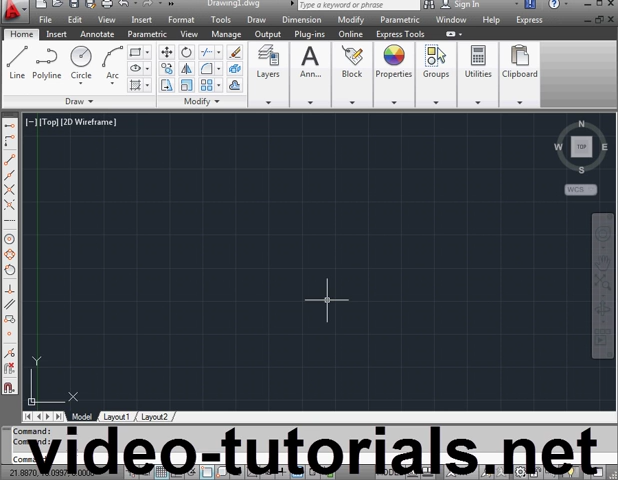 Drawing1.dwg
Type a keyword or phrase
Sign In
File Edit View Insert Format Tools Draw Dimension Modify Parametric Window Help Express
Home Insert Annotate Parametric View Manage Output Plug-ins Online Express Tools
Line Polyline Circle Arc
Layers Ann... Block Properties Groups Utilities Clipboard
Draw Modify
[−][Top][2D Wireframe]
N
W TOP E
S
WCS
Y
X
Model Layout1 Layout2
Command:
Command:
video-tutorials.net